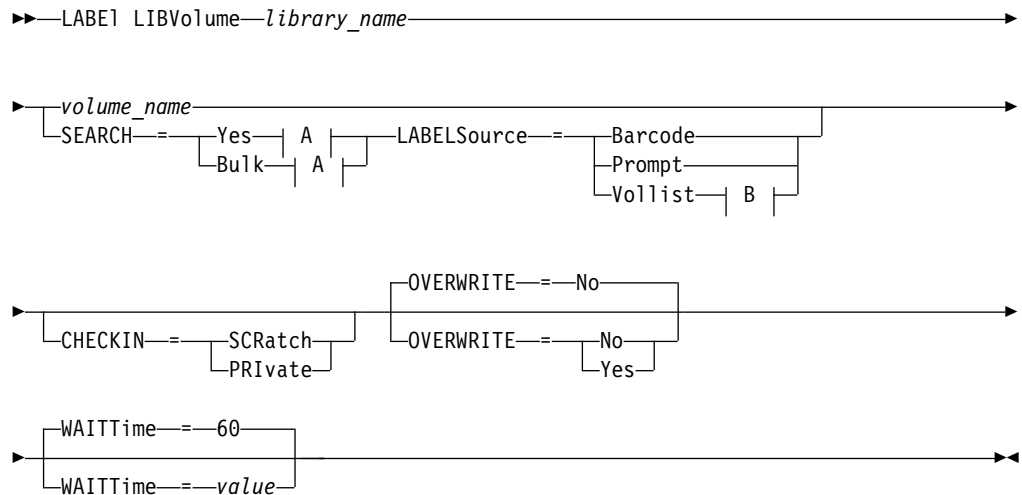 LABEl LIBVolume library_name
volume_name
SEARCH = Yes A LABELSource = Barcode
Bulk A Prompt
Vollist B
OVERWRITE = No
CHECKIN = SCRatch OVERWRITE = No
PRIvate Yes
WAITTime = 60
WAITTime = value